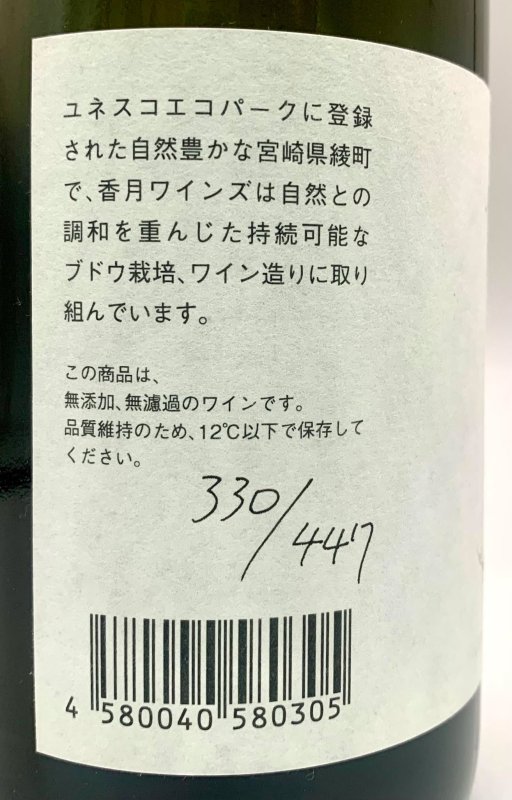 ユネスコエコパークに登録
された自然豊かな宮崎県綾町
で、香月ワインズは自然との
調和を重んじた持続可能な
ブドウ栽培、ワイン造りに取り
組んでいます。
この商品は、
無添加、無濾過のワインです。
品質維持のため、12℃以下で保存して
ください。
330/447
4 580040 580305